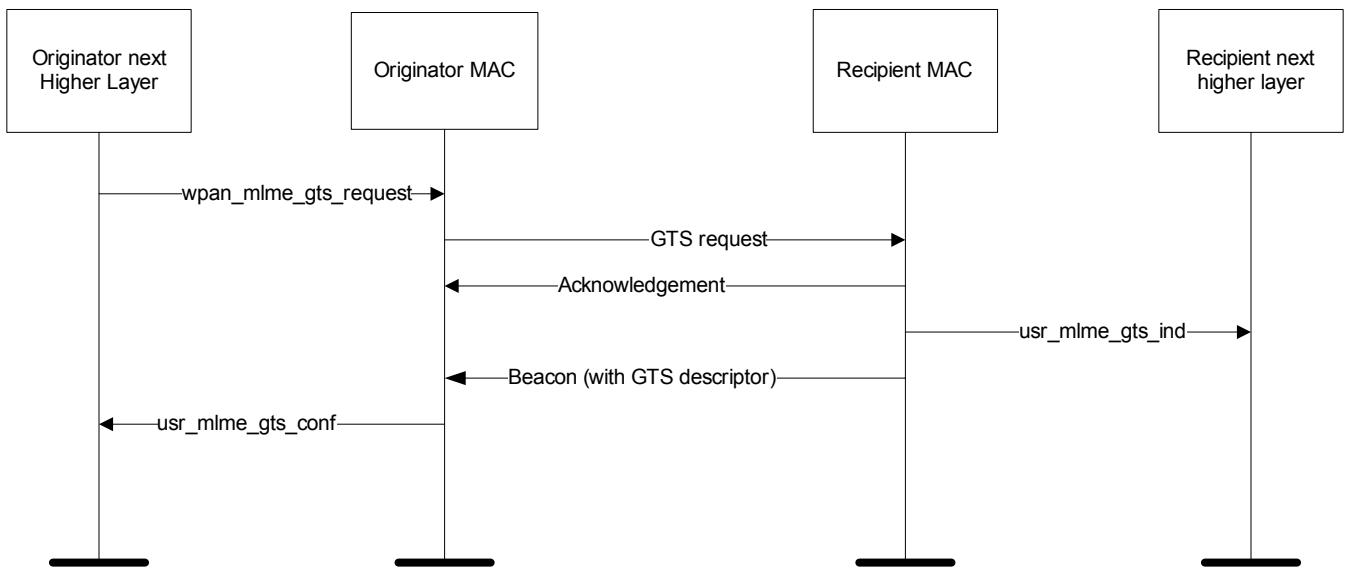 Originator next
Higher Layer
Originator MAC
Recipient MAC
Recipient next
higher layer
wpan_mlme_gts_request
GTS request
Acknowledgement
usr_mlme_gts_ind
Beacon (with GTS descriptor)
usr_mlme_gts_conf